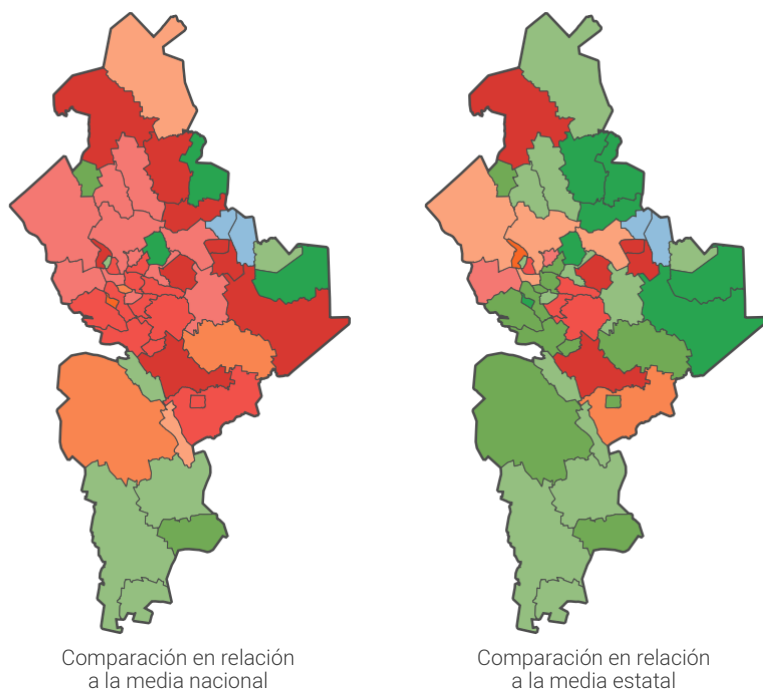 Comparación en relación
a la media nacional
Comparación en relación
a la media estatal